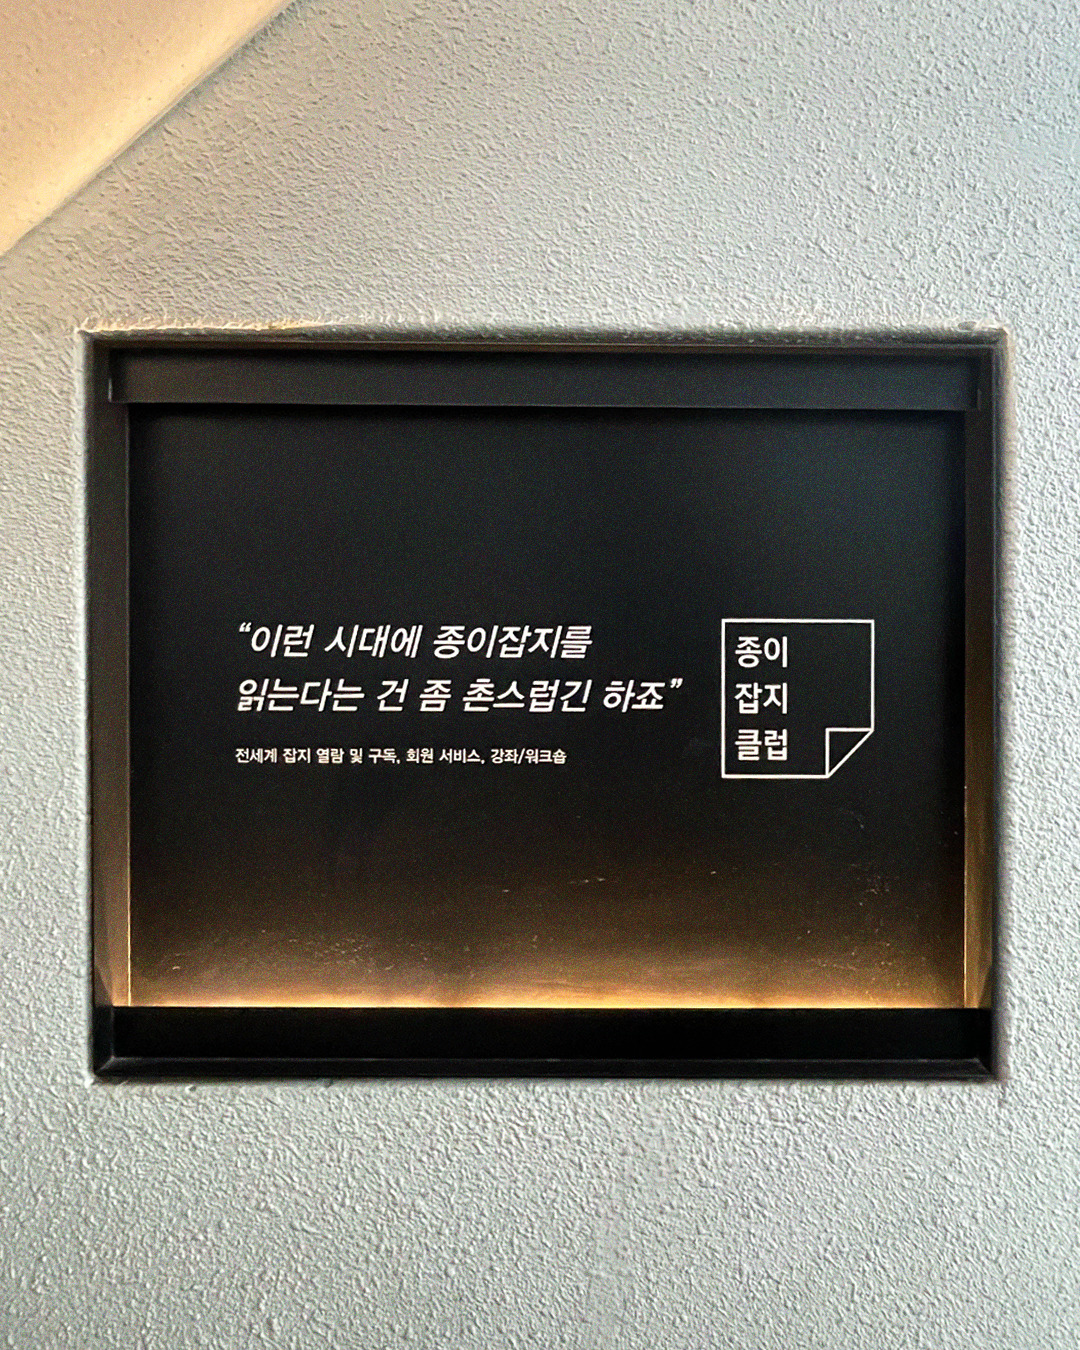 “이런 시대에 종이잡지를
읽는다는 건 좀 촌스럽긴 하죠”
전세계 잡지 열람 및 구독, 회원 서비스, 강좌/워크숍
종이
잡지
클럽